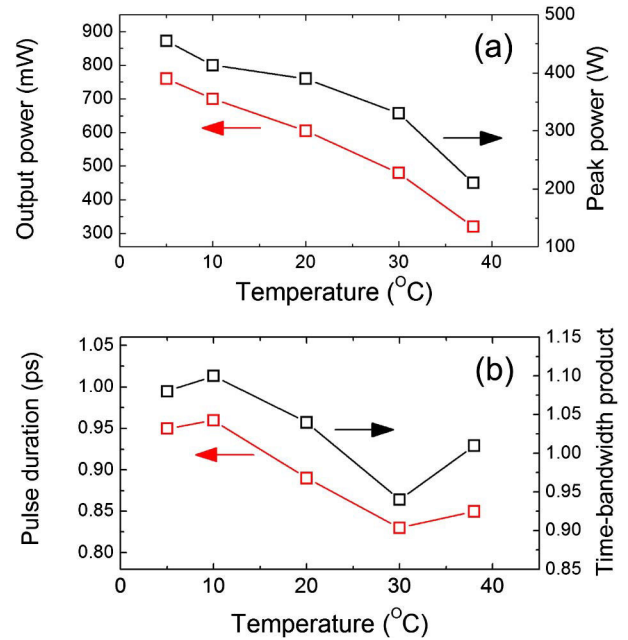 (a)
Output power (mW)
900
800
700
600
500
400
300
Peak power (W)
500
400
300
200
100
0 10 20 30 40
Temperature (°C)
(b)
Pulse duration (ps)
1.05
1.00
0.95
0.90
0.85
0.80
Time-bandwidth product
1.15
1.10
1.05
1.00
0.95
0.90
0.85
0 10 20 30 40
Temperature (°C)